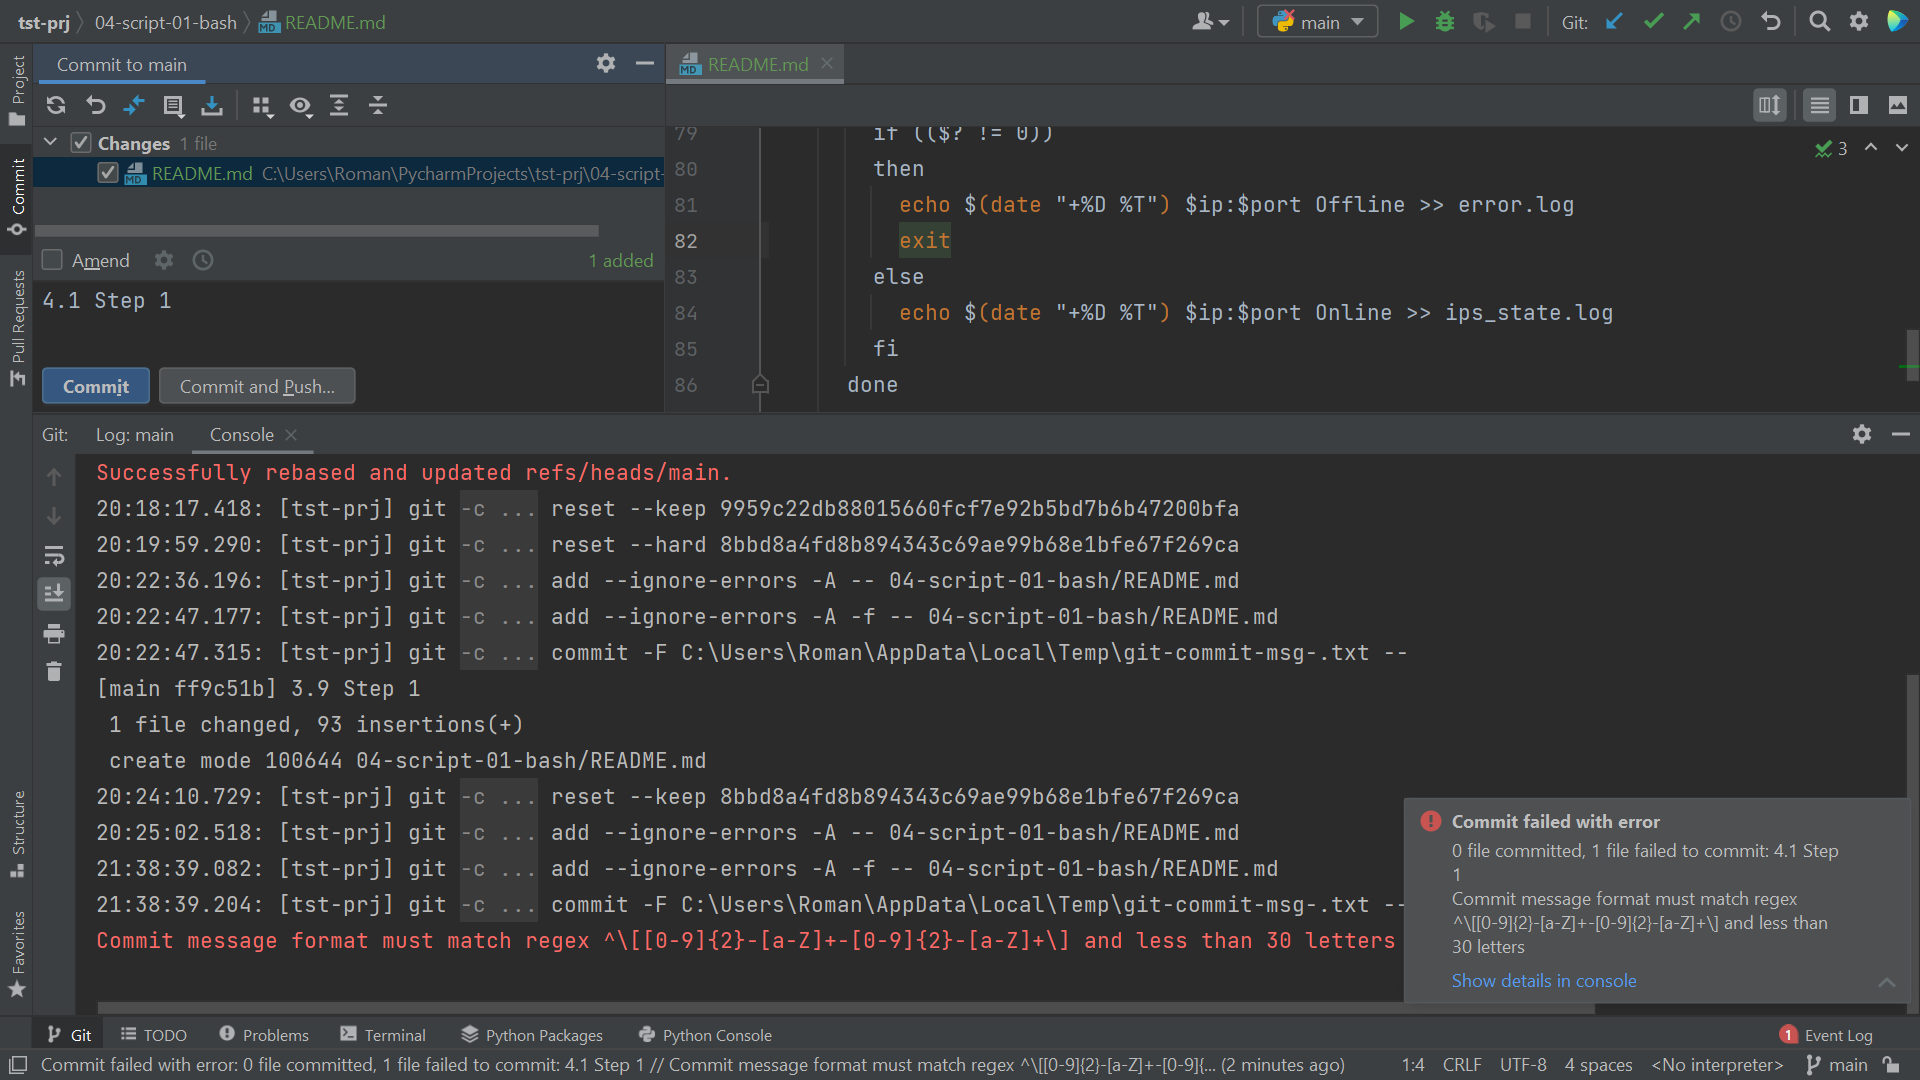 tst-prj 04-script-01-bash README.md
main
Git:
Project
Commit
Pull Requests
Structure
Favorites
Commit to main
Changes 1 file
README.md C:\Users\Roman\PycharmProjects\tst-prj\04-script-
Amend
1 added
4.1 Step 1
Commit
Commit and Push...
README.md
3
79 if (($? != 0))
80 then
81 echo $(date "+%D %T") $ip:$port Offline >> error.log
82 exit
83 else
84 echo $(date "+%D %T") $ip:$port Online >> ips_state.log
85 fi
86 done
Git: Log: main Console
Successfully rebased and updated refs/heads/main.
20:18:17.418: [tst-prj] git -c ... reset --keep 9959c22db88015660fcf7e92b5bd7b6b47200bfa
20:19:59.290: [tst-prj] git -c ... reset --hard 8bbd8a4fd8b894343c69ae99b68e1bfe67f269ca
20:22:36.196: [tst-prj] git -c ... add --ignore-errors -A -- 04-script-01-bash/README.md
20:22:47.177: [tst-prj] git -c ... add --ignore-errors -A -f -- 04-script-01-bash/README.md
20:22:47.315: [tst-prj] git -c ... commit -F C:\Users\Roman\AppData\Local\Temp\git-commit-msg-.txt --
[main ff9c51b] 3.9 Step 1
1 file changed, 93 insertions(+)
create mode 100644 04-script-01-bash/README.md
20:24:10.729: [tst-prj] git -c ... reset --keep 8bbd8a4fd8b894343c69ae99b68e1bfe67f269ca
20:25:02.518: [tst-prj] git -c ... add --ignore-errors -A -- 04-script-01-bash/README.md
21:38:39.082: [tst-prj] git -c ... add --ignore-errors -A -f -- 04-script-01-bash/README.md
21:38:39.204: [tst-prj] git -c ... commit -F C:\Users\Roman\AppData\Local\Temp\git-commit-msg-.txt --
Commit message format must match regex ^\[[0-9]{2}-[a-Z]+-[0-9]{2}-[a-Z]+\] and less than 30 letters
Commit failed with error
0 file committed, 1 file failed to commit: 4.1 Step
1
Commit message format must match regex
^\[[0-9]{2}-[a-Z]+-[0-9]{2}-[a-Z]+\] and less than
30 letters
Show details in console
Git TODO Problems Terminal Python Packages Python Console 1 Event Log
Commit failed with error: 0 file committed, 1 file failed to commit: 4.1 Step 1 // Commit message format must match regex ^\[[0-9]{2}-[a-Z]+-[0-9]{... (2 minutes ago) 1:4 CRLF UTF-8 4 spaces <No interpreter> main